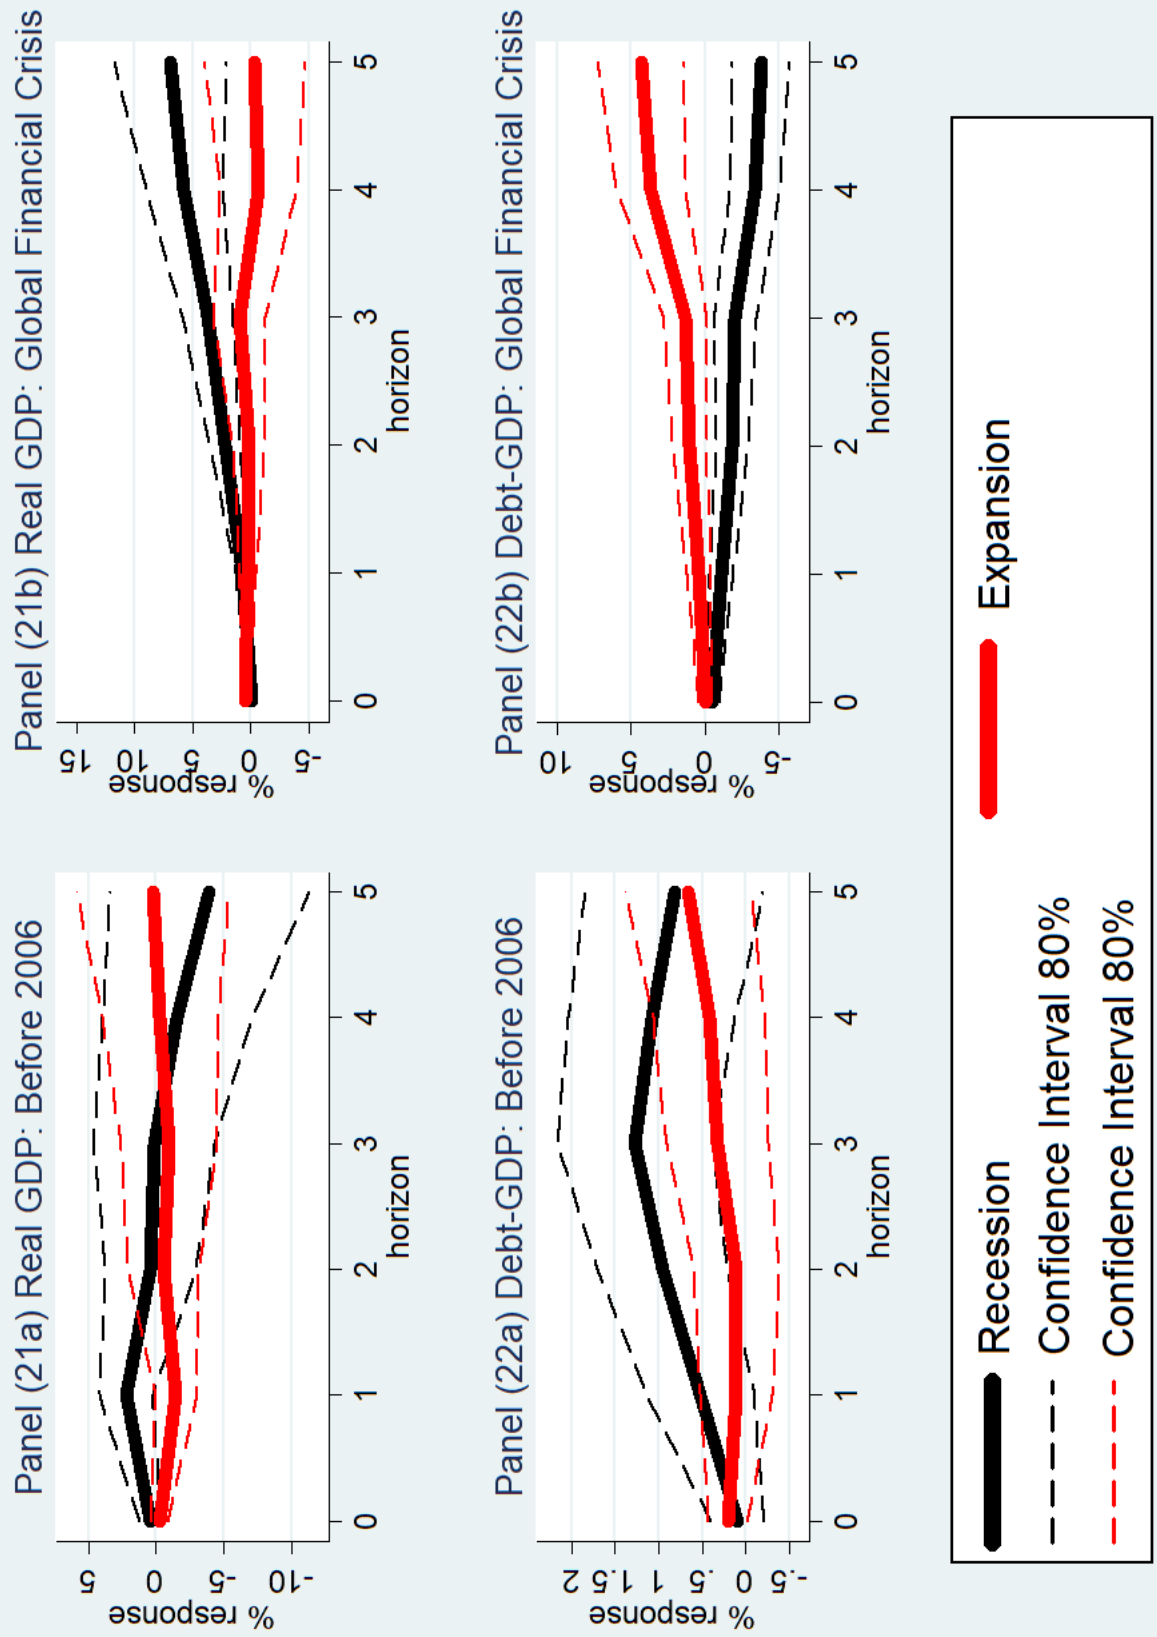 Panel (21a) Real GDP: Before 2006
% response
5
0
-5
-10
0 1 2 3 4 5
horizon
Panel (21b) Real GDP: Global Financial Crisis
% response
15
10
5
0
-5
0 1 2 3 4 5
horizon
Panel (22a) Debt-GDP: Before 2006
% response
2
1.5
1
.5
0
-.5
0 1 2 3 4 5
horizon
Panel (22b) Debt-GDP: Global Financial Crisis
% response
10
5
0
-5
0 1 2 3 4 5
horizon
Recession Expansion
Confidence Interval 80%
Confidence Interval 80%